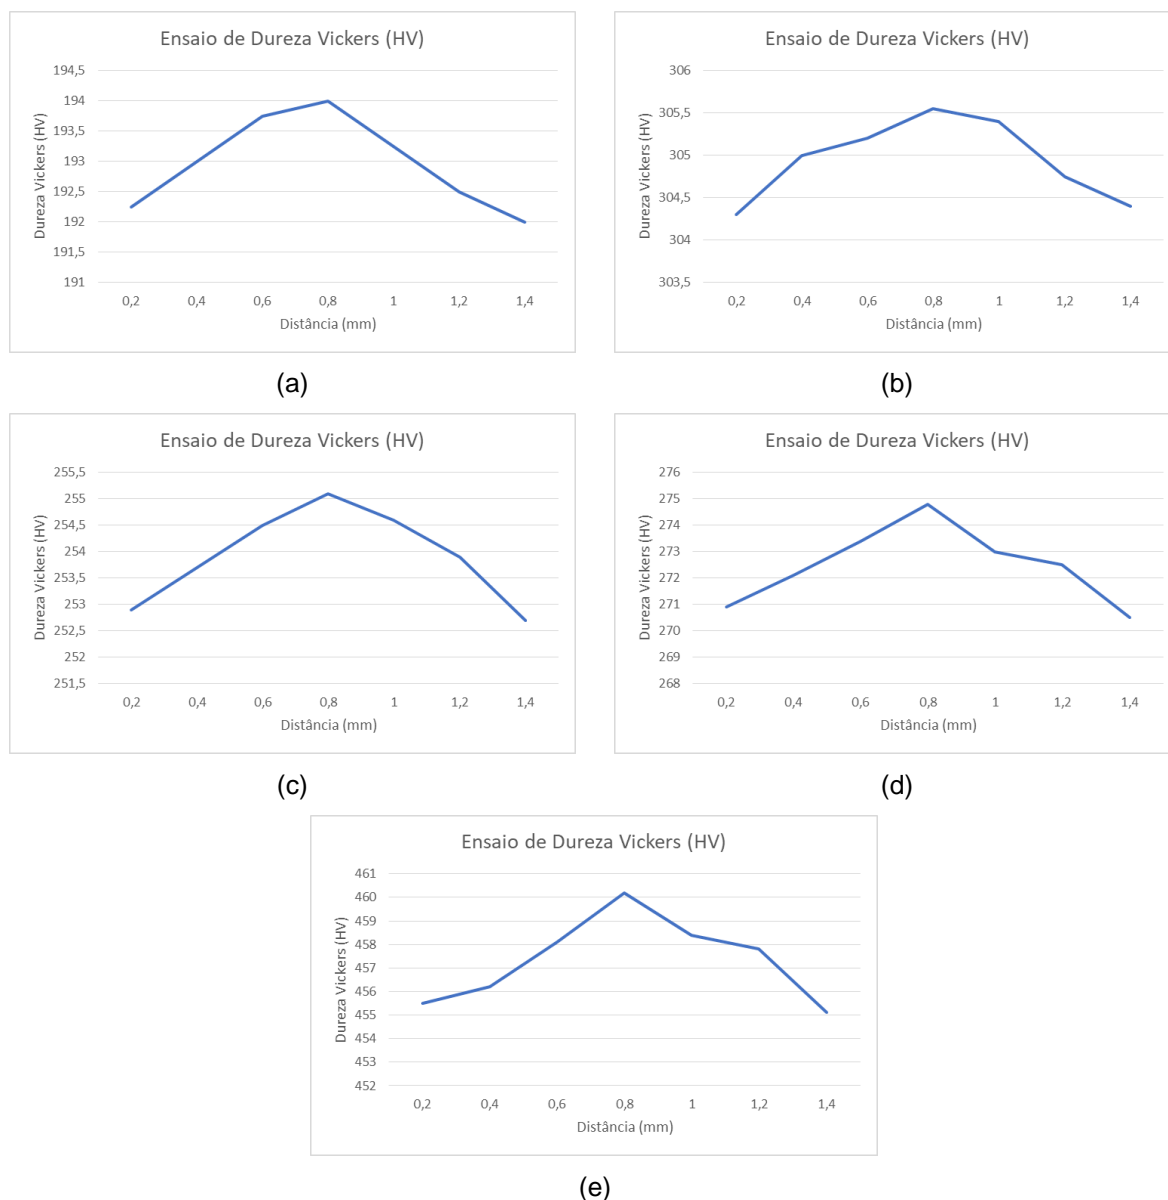 Ensaio de Dureza Vickers (HV)
194,5
194
193,5
193
192,5
192
191,5
191
Dureza Vickers (HV)
0,2 0,4 0,6 0,8 1 1,2 1,4
Distância (mm)
(a)
Ensaio de Dureza Vickers (HV)
306
305,5
305
304,5
304
303,5
Dureza Vickers (HV)
0,2 0,4 0,6 0,8 1 1,2 1,4
Distância (mm)
(b)
Ensaio de Dureza Vickers (HV)
255,5
255
254,5
254
253,5
253
252,5
252
251,5
Dureza Vickers (HV)
0,2 0,4 0,6 0,8 1 1,2 1,4
Distância (mm)
(c)
Ensaio de Dureza Vickers (HV)
276
275
274
273
272
271
270
269
268
Dureza Vickers (HV)
0,2 0,4 0,6 0,8 1 1,2 1,4
Distância (mm)
(d)
Ensaio de Dureza Vickers (HV)
461
460
459
458
457
456
455
454
453
452
Dureza Vickers (HV)
0,2 0,4 0,6 0,8 1 1,2 1,4
Distância (mm)
(e)